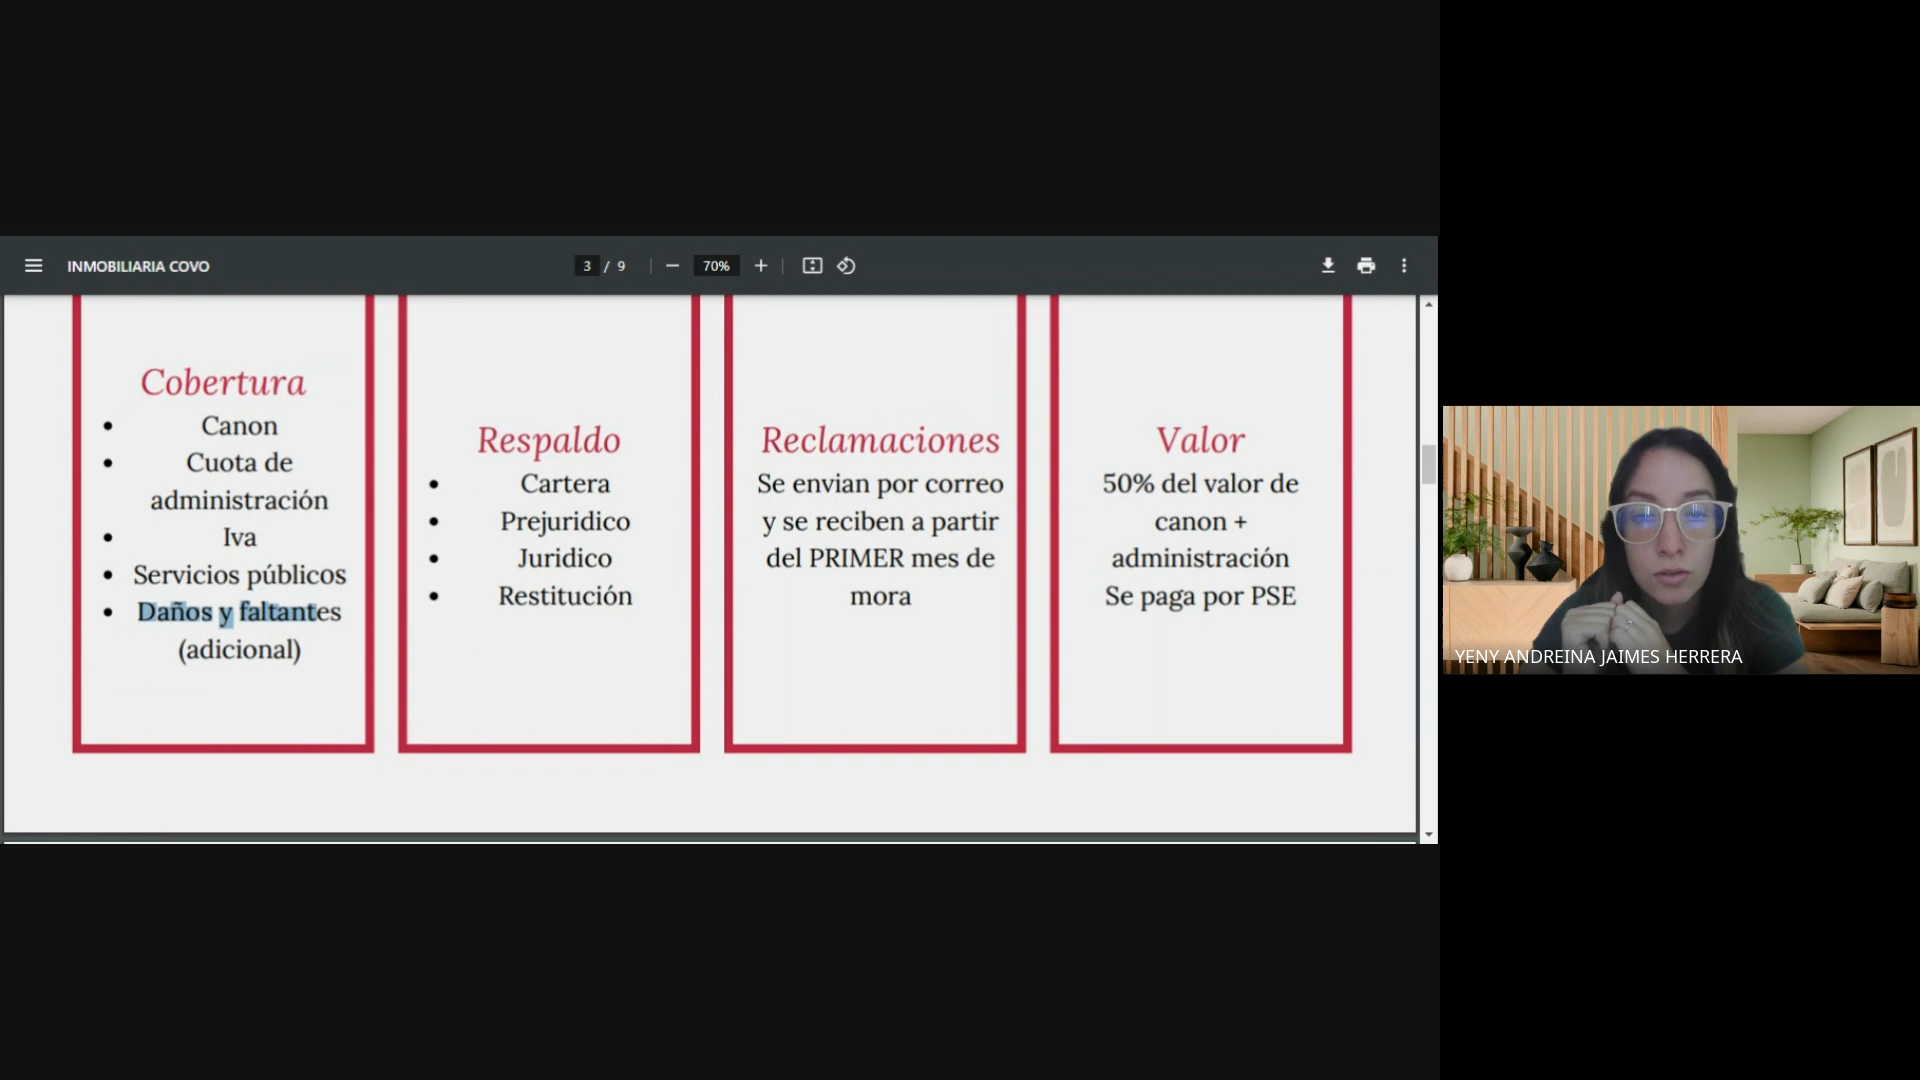 INMOBILIARIA COVO
3 / 9
70%
Cobertura
• Canon
• Cuota de
administración
• Iva
• Servicios públicos
• Daños y faltantes
(adicional)
Respaldo
• Cartera
• Prejuridico
• Juridico
• Restitución
Reclamaciones
Se envian por correo
y se reciben a partir
del PRIMER mes de
mora
Valor
50% del valor de
canon +
administración
Se paga por PSE
YENY ANDREINA JAIMES HERRERA